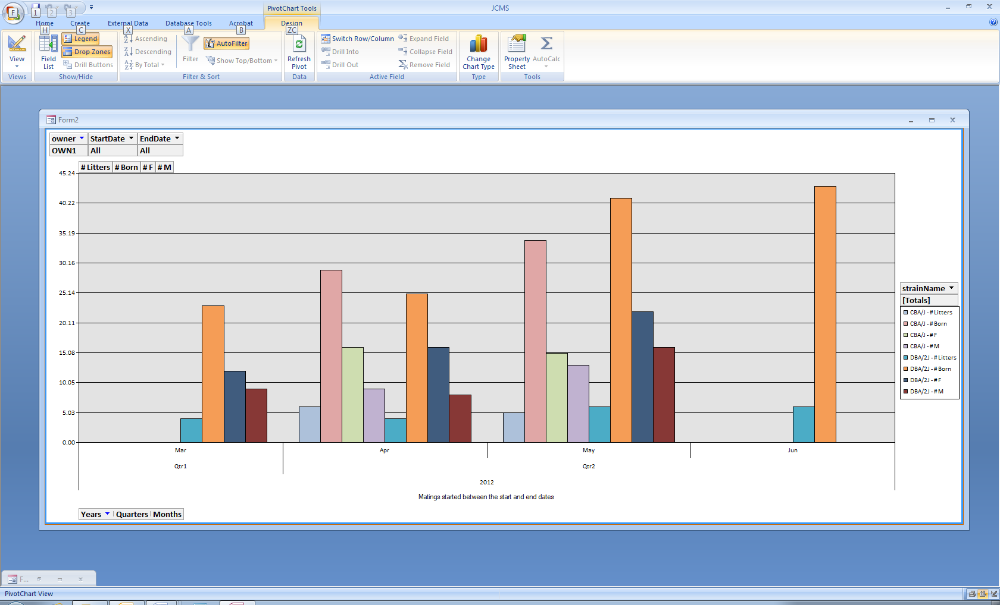 PivotChart Tools
JCMS
F
1
2
3
Home
Create
External Data
Database Tools
Acrobat
Design
H
C
X
A
B
ZC
View
Views
Field List
Legend
Drop Zones
Drill Buttons
Show/Hide
Ascending
Descending
By Total
Filter
AutoFilter
Show Top/Bottom
Filter & Sort
Refresh Pivot
Data
Switch Row/Column
Drill Into
Drill Out
Expand Field
Collapse Field
Remove Field
Active Field
Change Chart Type
Type
Property Sheet
AutoCalc
Tools
Form2
owner StartDate EndDate
OWN1 All All
# Litters # Born # F # M
45.24
40.22
35.19
30.16
25.14
20.11
15.08
10.05
5.03
0.00
Mar Apr May Jun
Qtr1 Qtr2
2012
Matings started between the start and end dates
Years Quarters Months
strainName
[Totals]
CBA/J - # Litters
CBA/J - # Born
CBA/J - # F
CBA/J - # M
DBA/2J - # Litters
DBA/2J - # Born
DBA/2J - # F
DBA/2J - # M
F...
PivotChart View